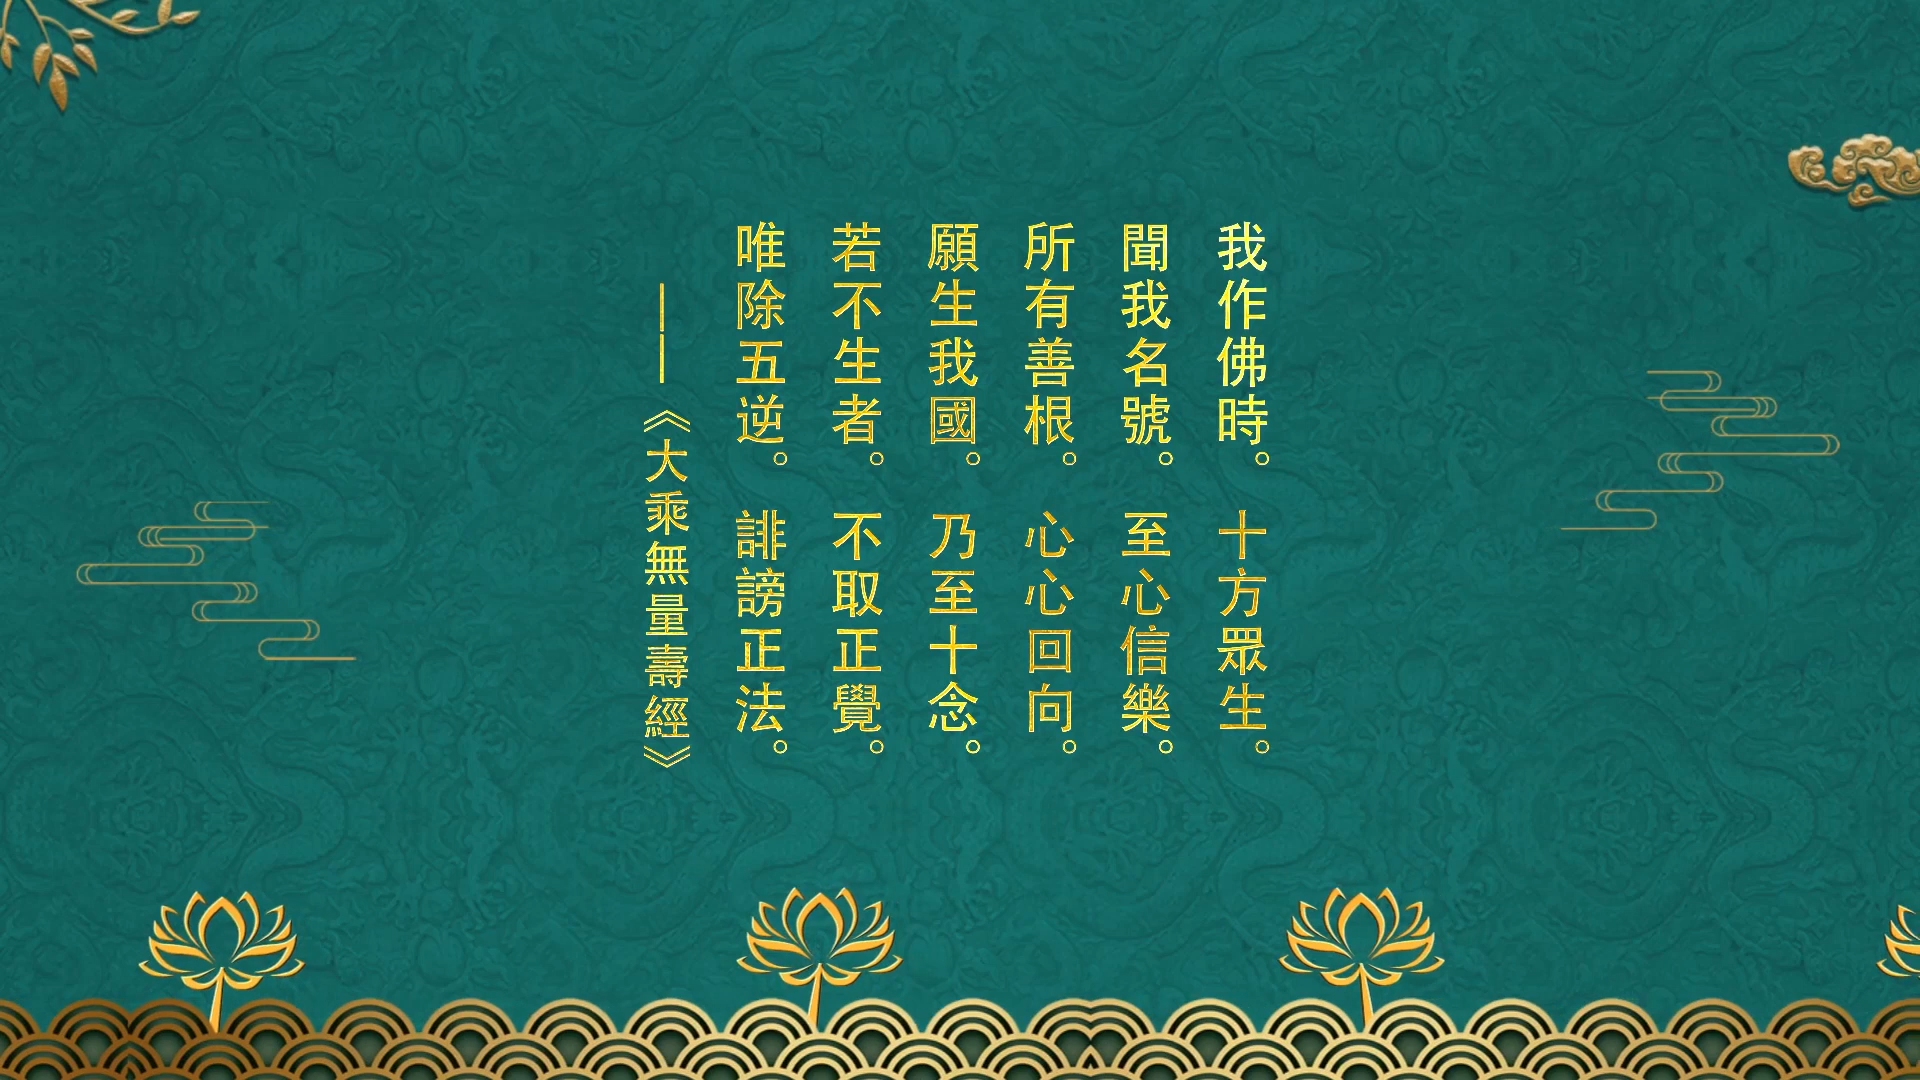 我作佛時。十方眾生。
聞我名號。至心信樂。
所有善根。心心回向。
願生我國。乃至十念。
若不生者。不取正覺。
唯除五逆。誹謗正法。
——《大乘無量壽經》